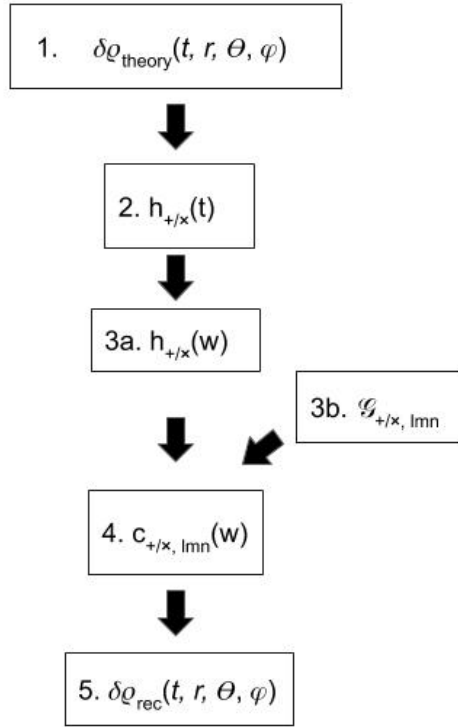 1. δϱ_theory(t, r, θ, φ)
2. h_+/×(t)
3a. h_+/×(w)
3b. 𝒢_+/×, lmn
4. c_+/×, lmn(w)
5. δϱ_rec(t, r, θ, φ)